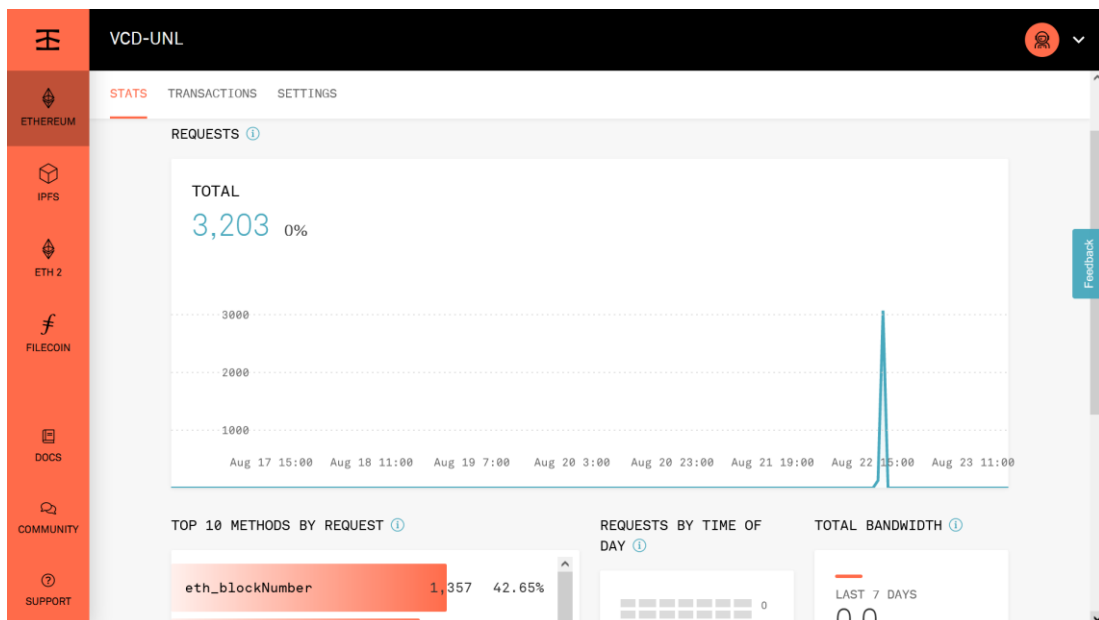 VCD-UNL
ETHEREUM
IPFS
ETH 2
FILECOIN
DOCS
COMMUNITY
SUPPORT
STATS TRANSACTIONS SETTINGS
REQUESTS
TOTAL
3,203 0%
3000
2000
1000
Aug 17 15:00 Aug 18 11:00 Aug 19 7:00 Aug 20 3:00 Aug 20 23:00 Aug 21 19:00 Aug 22 15:00 Aug 23 11:00
Feedback
TOP 10 METHODS BY REQUEST
eth_blockNumber 1,357 42.65%
REQUESTS BY TIME OF
DAY
0
TOTAL BANDWIDTH
LAST 7 DAYS